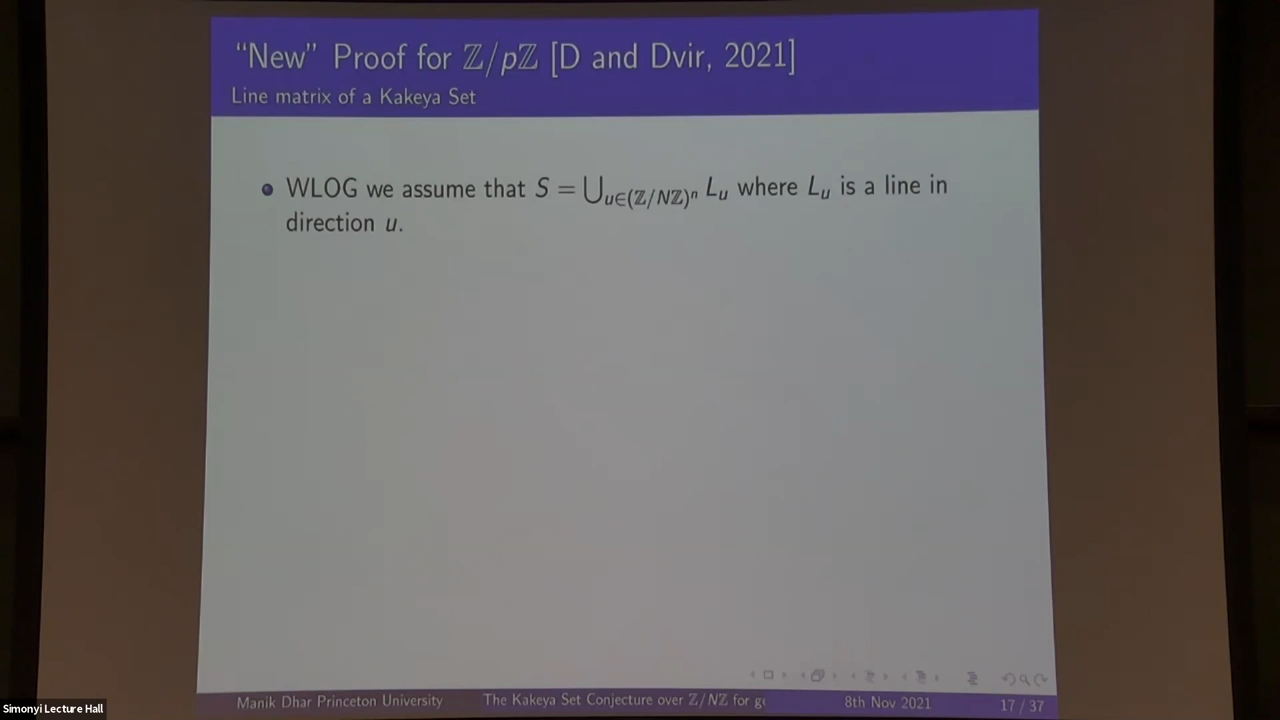 “New” Proof for ℤ/pℤ [D and Dvir, 2021]
Line matrix of a Kakeya Set
WLOG we assume that S = ⋃_{u∈(ℤ/Nℤ)^n} L_u where L_u is a line in
direction u.
Manik Dhar Princeton University The Kakeya Set Conjecture over ℤ/Nℤ for ge 8th Nov 2021 17 / 37
Simonyi Lecture Hall